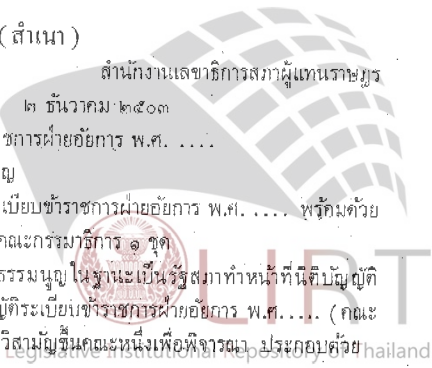 ( สำเนา )
สำนักงานเลขาธิการสภาผู้แทนราษฎร
๒ ธันวาคม ๒๕๐๓
ชการฝ่ายอัยการ พ.ศ. .....
ญ
เบียบข้าราชการฝ่ายอัยการ พ.ศ. ..... พร้อมด้วย
คณะกรรมาธิการ ๑ ชุด
ธรรมนูญในฐานะเป็นรัฐสภาทำหน้าที่นิติบัญญัติ
ญัติระเบียบข้าราชการฝ่ายอัยการ พ.ศ..... (คณะ
วิสามัญขึ้นคณะหนึ่งเพื่อพิจารณา ประกอบด้วย
LIRT
Legislative Institutional Repository of Thailand